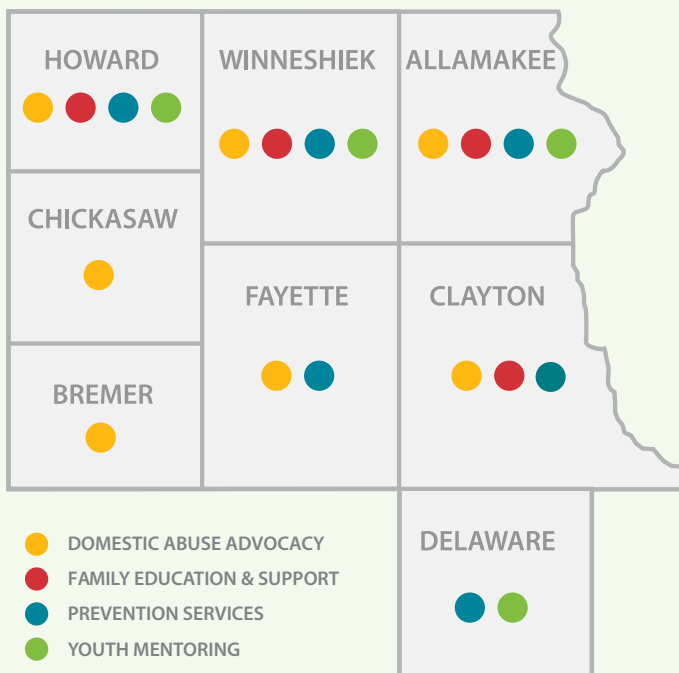 HOWARD
WINNESHIEK
ALLAMAKEE
CHICKASAW
FAYETTE
CLAYTON
BREMER
DELAWARE
DOMESTIC ABUSE ADVOCACY
FAMILY EDUCATION & SUPPORT
PREVENTION SERVICES
YOUTH MENTORING